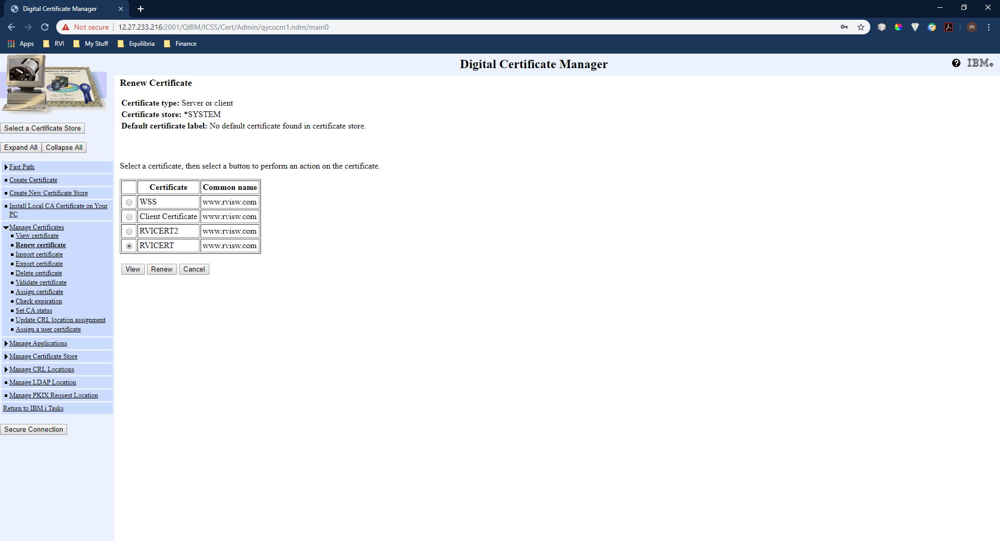 Digital Certificate Manager
Not secure
12.27.233.216:2001/QIBM/ICSS/Cert/Admin/qycucm1.ndm/main0
m
Apps
RVI
My Stuff
Equilibria
Finance
Digital Certificate Manager
IBM®
Select a Certificate Store
Expand All
Collapse All
Fast Path
Create Certificate
Create New Certificate Store
Install Local CA Certificate on Your
PC
Manage Certificates
View certificate
Renew certificate
Import certificate
Export certificate
Delete certificate
Validate certificate
Assign certificate
Check expiration
Set CA status
Update CRL location assignment
Assign a user certificate
Manage Applications
Manage Certificate Store
Manage CRL Locations
Manage LDAP Location
Manage PKIX Request Location
Return to IBM i Tasks
Secure Connection
Renew Certificate
Certificate type: Server or client
Certificate store: *SYSTEM
Default certificate label: No default certificate found in certificate store.
Select a certificate, then select a button to perform an action on the certificate.
Certificate Common name
WSS www.rvisw.com
Client Certificate www.rvisw.com
RVICERT2 www.rvisw.com
RVICERT www.rvisw.com
View Renew Cancel